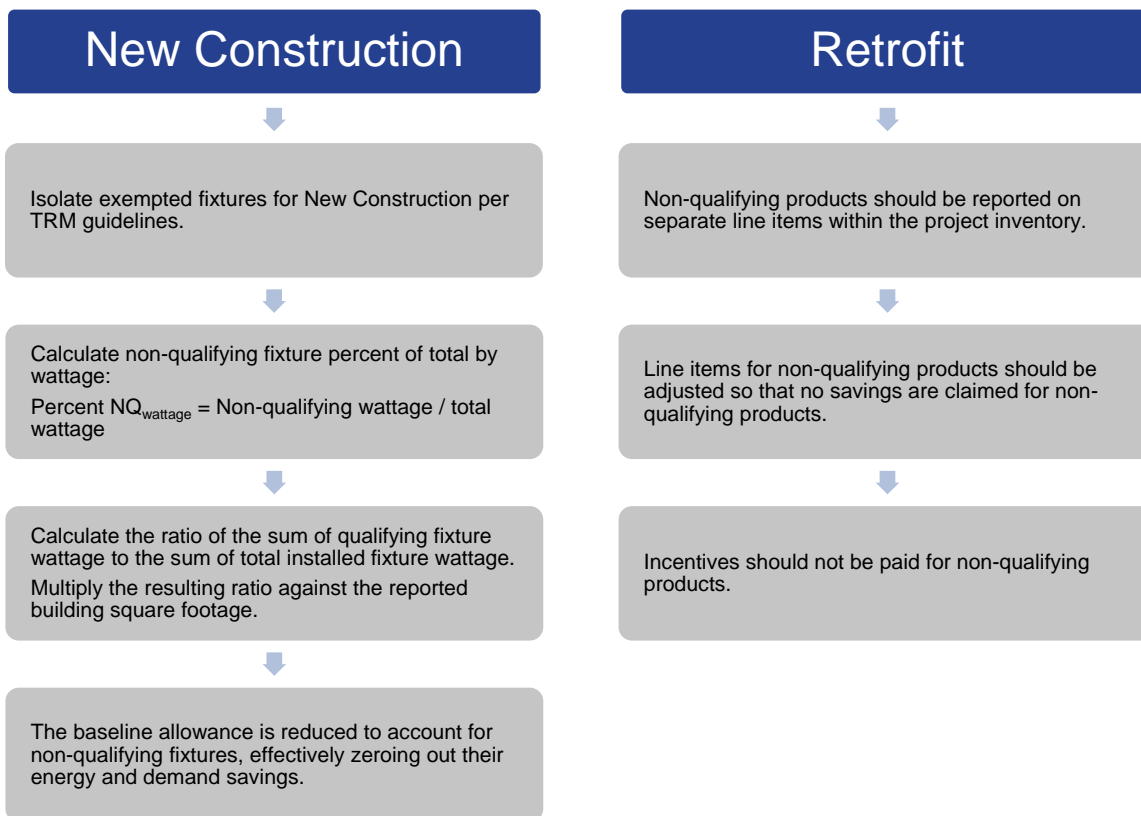 New Construction
Isolate exempted fixtures for New Construction per
TRM guidelines.
Calculate non-qualifying fixture percent of total by
wattage:
Percent NQwattage = Non-qualifying wattage / total
wattage
Calculate the ratio of the sum of qualifying fixture
wattage to the sum of total installed fixture wattage.
Multiply the resulting ratio against the reported
building square footage.
The baseline allowance is reduced to account for
non-qualifying fixtures, effectively zeroing out their
energy and demand savings.
Retrofit
Non-qualifying products should be reported on
separate line items within the project inventory.
Line items for non-qualifying products should be
adjusted so that no savings are claimed for non-
qualifying products.
Incentives should not be paid for non-qualifying
products.